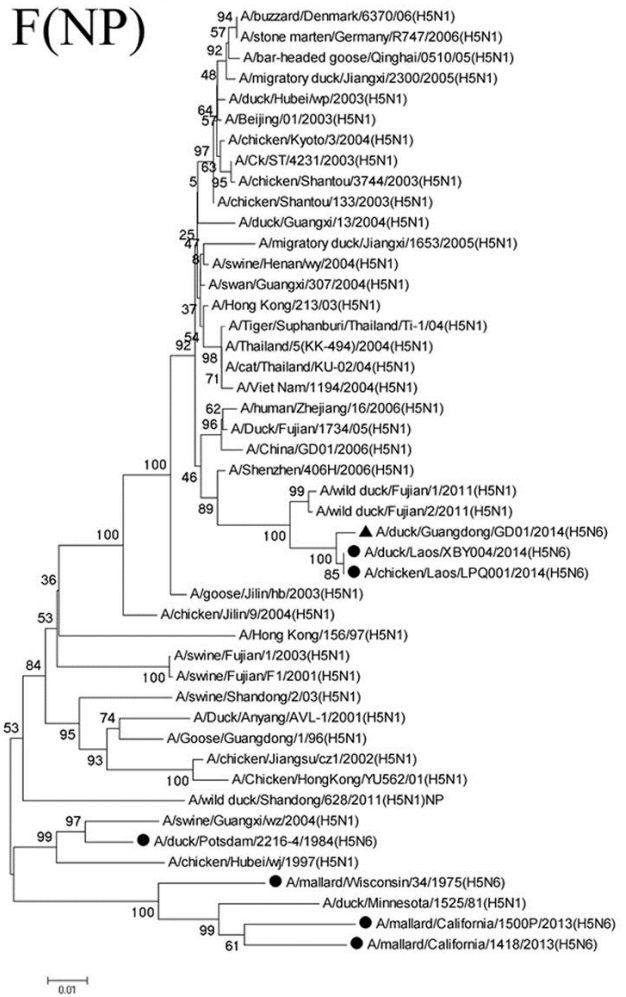 F(NP)
94
A/buzzard/Denmark/6370/06(H5N1)
57
A/stone marten/Germany/R747/2006(H5N1)
92
A/bar-headed goose/Qinghai/0510/05(H5N1)
48
A/migratory duck/Jiangxi/2300/2005(H5N1)
A/duck/Hubei/wp/2003(H5N1)
64
57
A/Beijing/01/2003(H5N1)
A/chicken/Kyoto/3/2004(H5N1)
97
A/Ck/ST/4231/2003(H5N1)
63
95
A/chicken/Shantou/3744/2003(H5N1)
5
A/chicken/Shantou/133/2003(H5N1)
A/duck/Guangxi/13/2004(H5N1)
25
47
A/migratory duck/Jiangxi/1653/2005(H5N1)
8
A/swine/Henan/wy/2004(H5N1)
A/swan/Guangxi/307/2004(H5N1)
37
A/Hong Kong/213/03(H5N1)
A/Tiger/Suphanburi/Thailand/Ti-1/04(H5N1)
54
92
A/Thailand/5(KK-494)/2004(H5N1)
98
A/cat/Thailand/KU-02/04(H5N1)
71
A/Viet Nam/1194/2004(H5N1)
62
A/human/Zhejiang/16/2006(H5N1)
96
A/Duck/Fujian/1734/05(H5N1)
A/China/GD01/2006(H5N1)
100
46
A/Shenzhen/406H/2006(H5N1)
99
A/wild duck/Fujian/1/2011(H5N1)
89
A/wild duck/Fujian/2/2011(H5N1)
100
A/duck/Guangdong/GD01/2014(H5N6)
100
100
A/duck/Laos/XBY004/2014(H5N6)
85
A/chicken/Laos/LPQ001/2014(H5N6)
36
A/goose/Jilin/hb/2003(H5N1)
A/chicken/Jilin/9/2004(H5N1)
53
A/Hong Kong/156/97(H5N1)
A/swine/Fujian/1/2003(H5N1)
84
100
A/swine/Fujian/F1/2001(H5N1)
A/swine/Shandong/2/03(H5N1)
74
A/Duck/Anyang/AVL-1/2001(H5N1)
53
95
A/Goose/Guangdong/1/96(H5N1)
93
A/chicken/Jiangsu/cz1/2002(H5N1)
100
A/Chicken/HongKong/YU562/01(H5N1)
A/wild duck/Shandong/628/2011(H5N1)NP
97
A/swine/Guangxi/wz/2004(H5N1)
99
A/duck/Potsdam/2216-4/1984(H5N6)
A/chicken/Hubei/wj/1997(H5N1)
A/mallard/Wisconsin/34/1975(H5N6)
100
A/duck/Minnesota/1525/81(H5N1)
99
A/mallard/California/1500P/2013(H5N6)
61
A/mallard/California/1418/2013(H5N6)
0.01